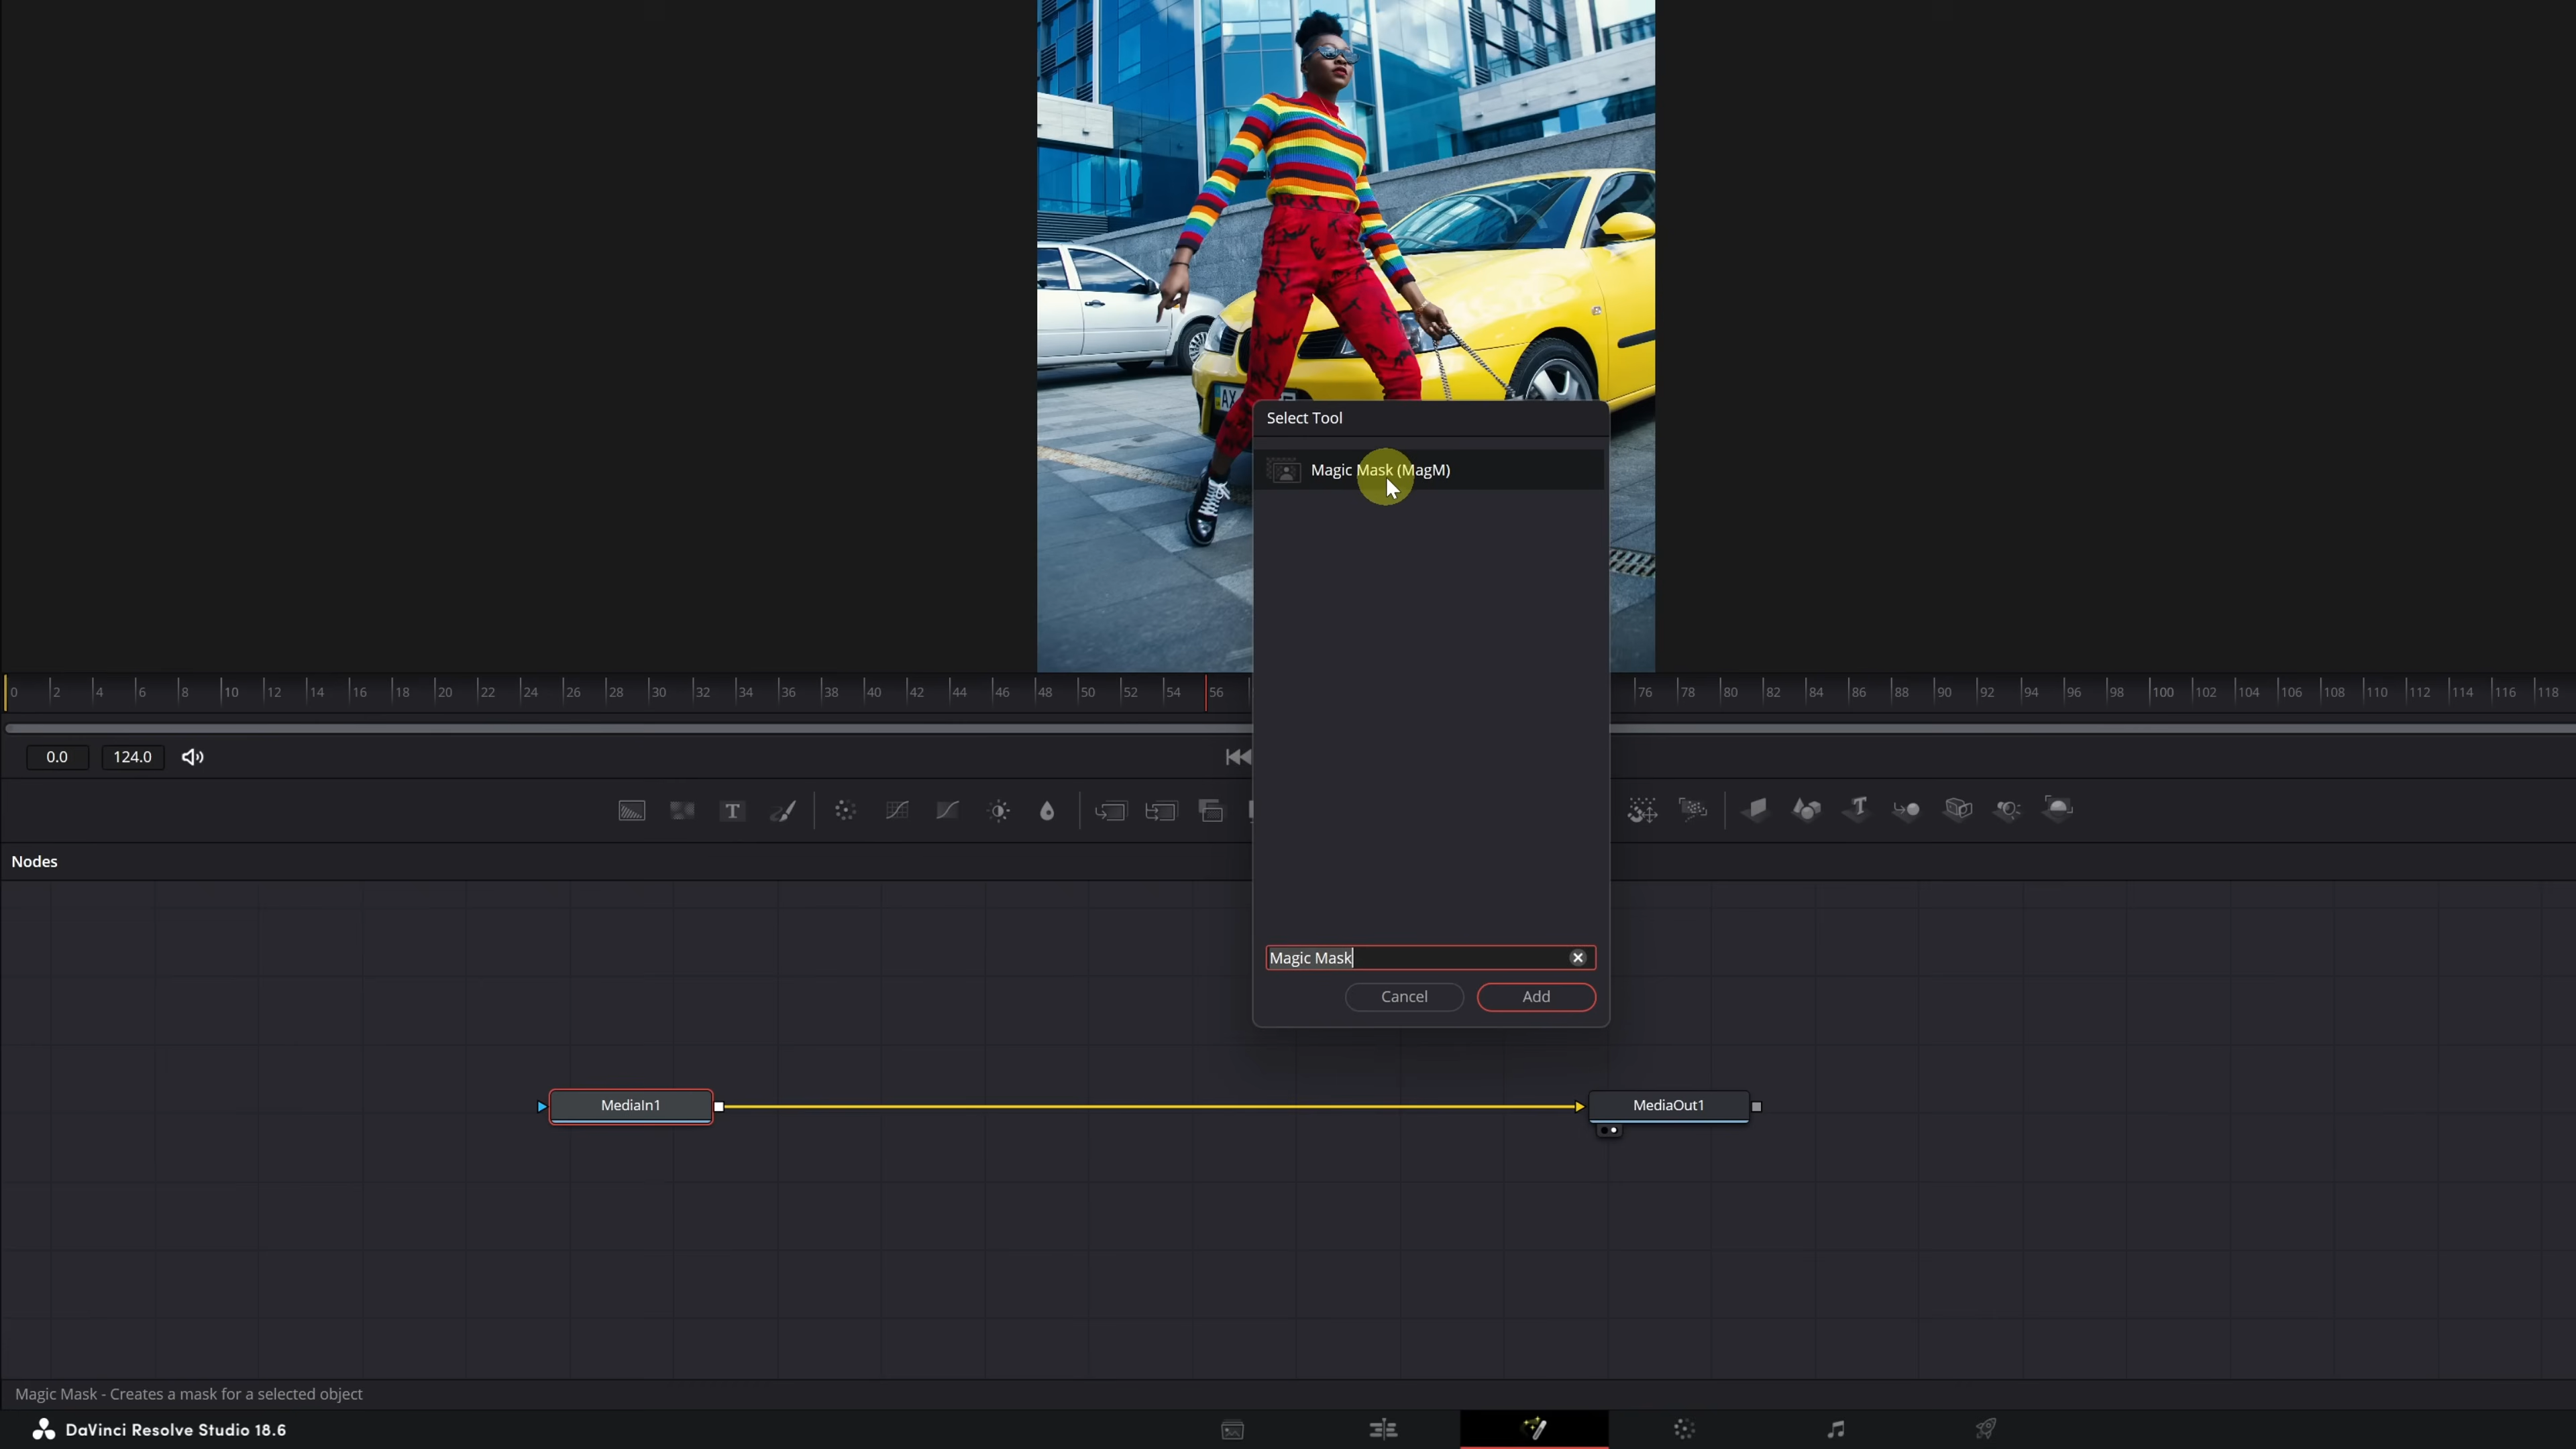 AX
Select Tool
Magic Mask (MagM)
0 2 4 6 8 10 12 14 16 18 20 22 24 26 28 30 32 34 36 38 40 42 44 46 48 50 52 54 56 76 78 80 82 84 86 88 90 92 94 96 98 100 102 104 106 108 110 112 114 116 118
0.0 124.0
T
Nodes
Magic Mask
Cancel Add
MediaIn1 MediaOut1
Magic Mask - Creates a mask for a selected object
DaVinci Resolve Studio 18.6